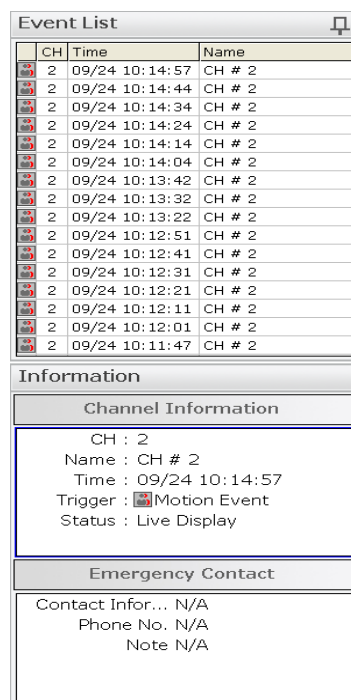 Event List
CH Time Name
2 09/24 10:14:57 CH # 2
2 09/24 10:14:44 CH # 2
2 09/24 10:14:34 CH # 2
2 09/24 10:14:24 CH # 2
2 09/24 10:14:14 CH # 2
2 09/24 10:14:04 CH # 2
2 09/24 10:13:42 CH # 2
2 09/24 10:13:32 CH # 2
2 09/24 10:13:22 CH # 2
2 09/24 10:12:51 CH # 2
2 09/24 10:12:41 CH # 2
2 09/24 10:12:31 CH # 2
2 09/24 10:12:21 CH # 2
2 09/24 10:12:11 CH # 2
2 09/24 10:12:01 CH # 2
2 09/24 10:11:47 CH # 2
Information
Channel Information
CH : 2
Name : CH # 2
Time : 09/24 10:14:57
Trigger : Motion Event
Status : Live Display
Emergency Contact
Contact Infor... N/A
Phone No. N/A
Note N/A